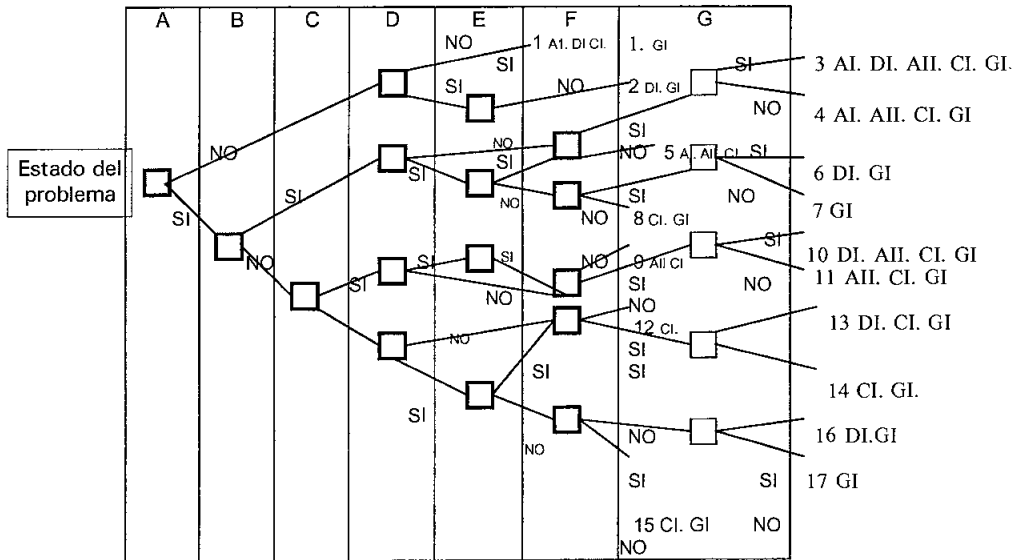 A B C D E F G
NO 1 A1. DI CI. 1. GI
SI SI 3 AI. DI. AII. CI. GI.
SI NO 2 DI. GI
NO 4 AI. AII. CI. GI
SI
NO NO NO 5 AI. AII. CI SI
Estado del problema
SI SI 6 DI. GI
SI NO SI NO
7 GI
SI NO 8 CI. GI
NO SI SI NO 9 AII CI SI 10 DI. AII. CI. GI
SI NO SI NO 11 AII. CI. GI
NO
NO 12 CI. 13 DI. CI. GI
SI
SI SI
14 CI. GI.
SI NO 16 DI.GI
NO
SI SI 17 GI
15 CI. GI NO
NO